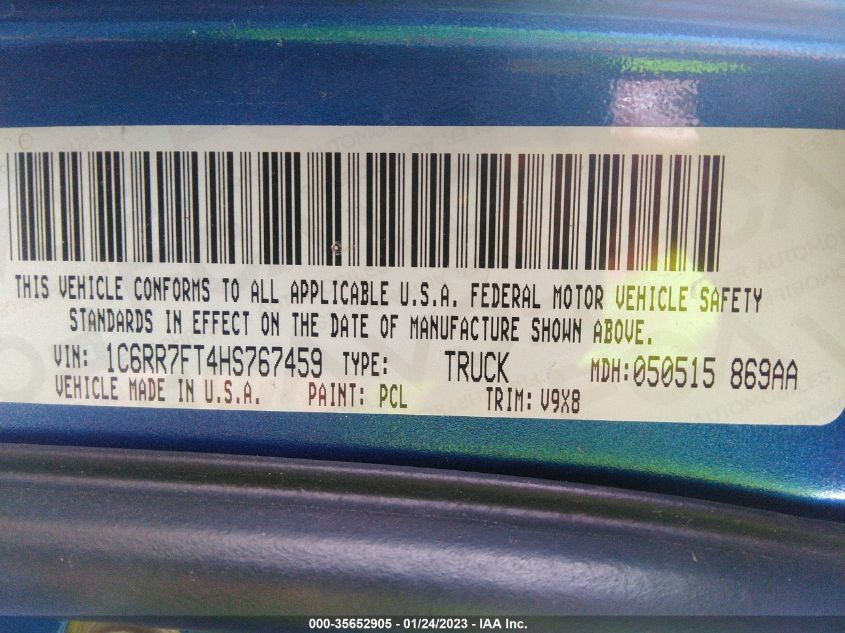 THIS VEHICLE CONFORMS TO ALL APPLICABLE U.S.A. FEDERAL MOTOR VEHICLE SAFETY
STANDARDS IN EFFECT ON THE DATE OF MANUFACTURE SHOWN ABOVE.
VIN: 1C6RR7FT4HS767459 TYPE: TRUCK MDH:050515 869AA
VEHICLE MADE IN U.S.A. PAINT: PCL TRIM: V9X8
000-35652905 - 01/24/2023 - IAA Inc.